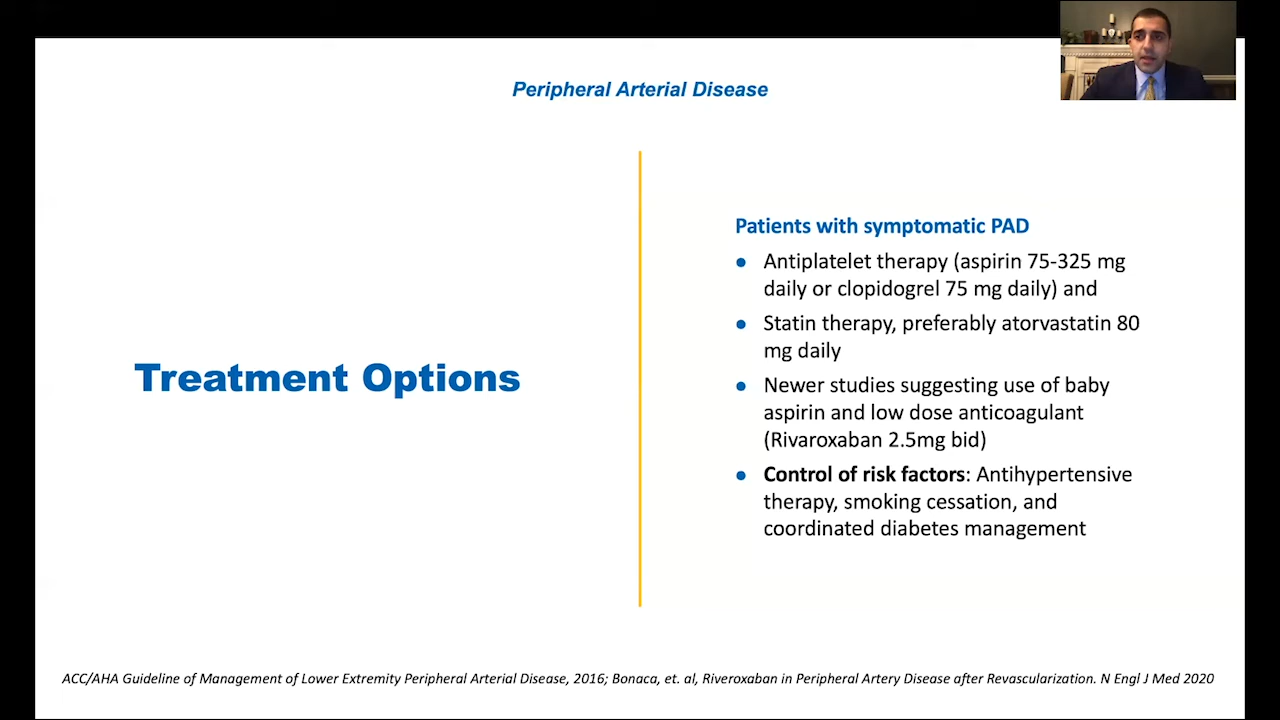 Peripheral Arterial Disease
Treatment Options
Patients with symptomatic PAD
● Antiplatelet therapy (aspirin 75-325 mg
daily or clopidogrel 75 mg daily) and
● Statin therapy, preferably atorvastatin 80
mg daily
● Newer studies suggesting use of baby
aspirin and low dose anticoagulant
(Rivaroxaban 2.5mg bid)
● Control of risk factors: Antihypertensive
therapy, smoking cessation, and
coordinated diabetes management
ACC/AHA Guideline of Management of Lower Extremity Peripheral Arterial Disease, 2016; Bonaca, et. al, Riveroxaban in Peripheral Artery Disease after Revascularization. N Engl J Med 2020